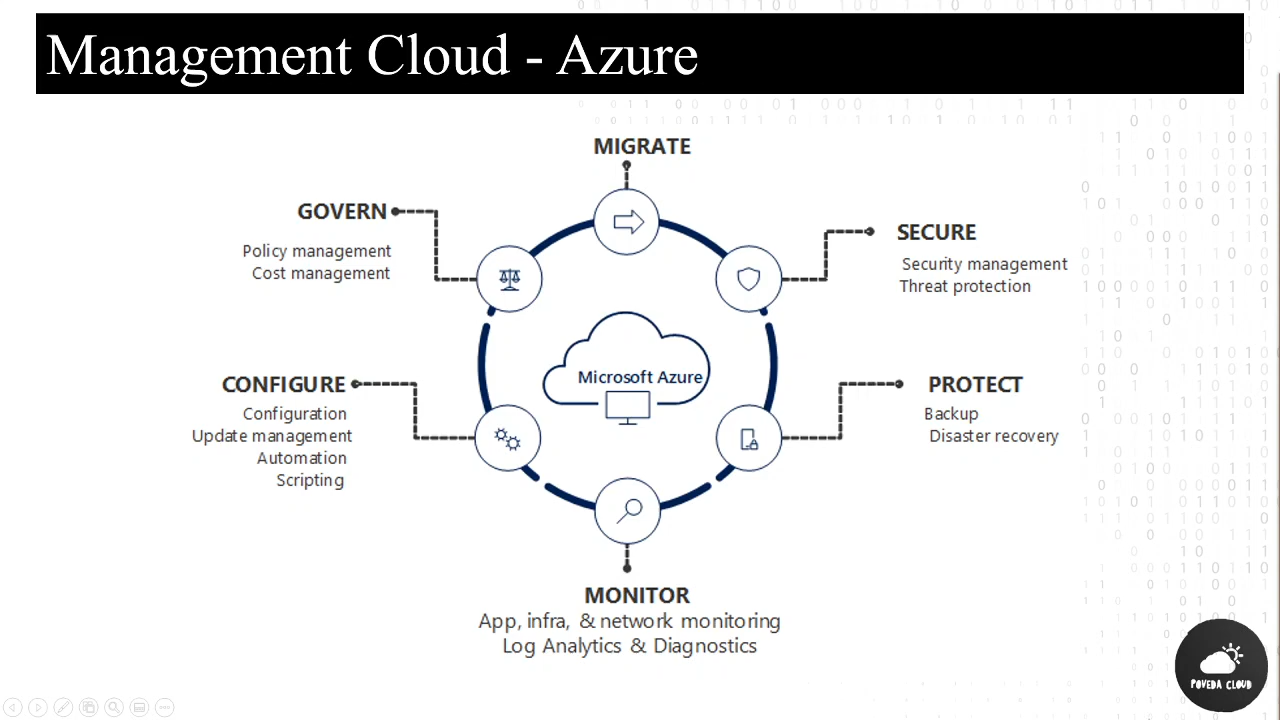 Management Cloud - Azure
MIGRATE
GOVERN
Policy management
Cost management
SECURE
Security management
Threat protection
Microsoft Azure
CONFIGURE
Configuration
Update management
Automation
Scripting
PROTECT
Backup
Disaster recovery
MONITOR
App, infra, & network monitoring
Log Analytics & Diagnostics
POVEDA CLOUD